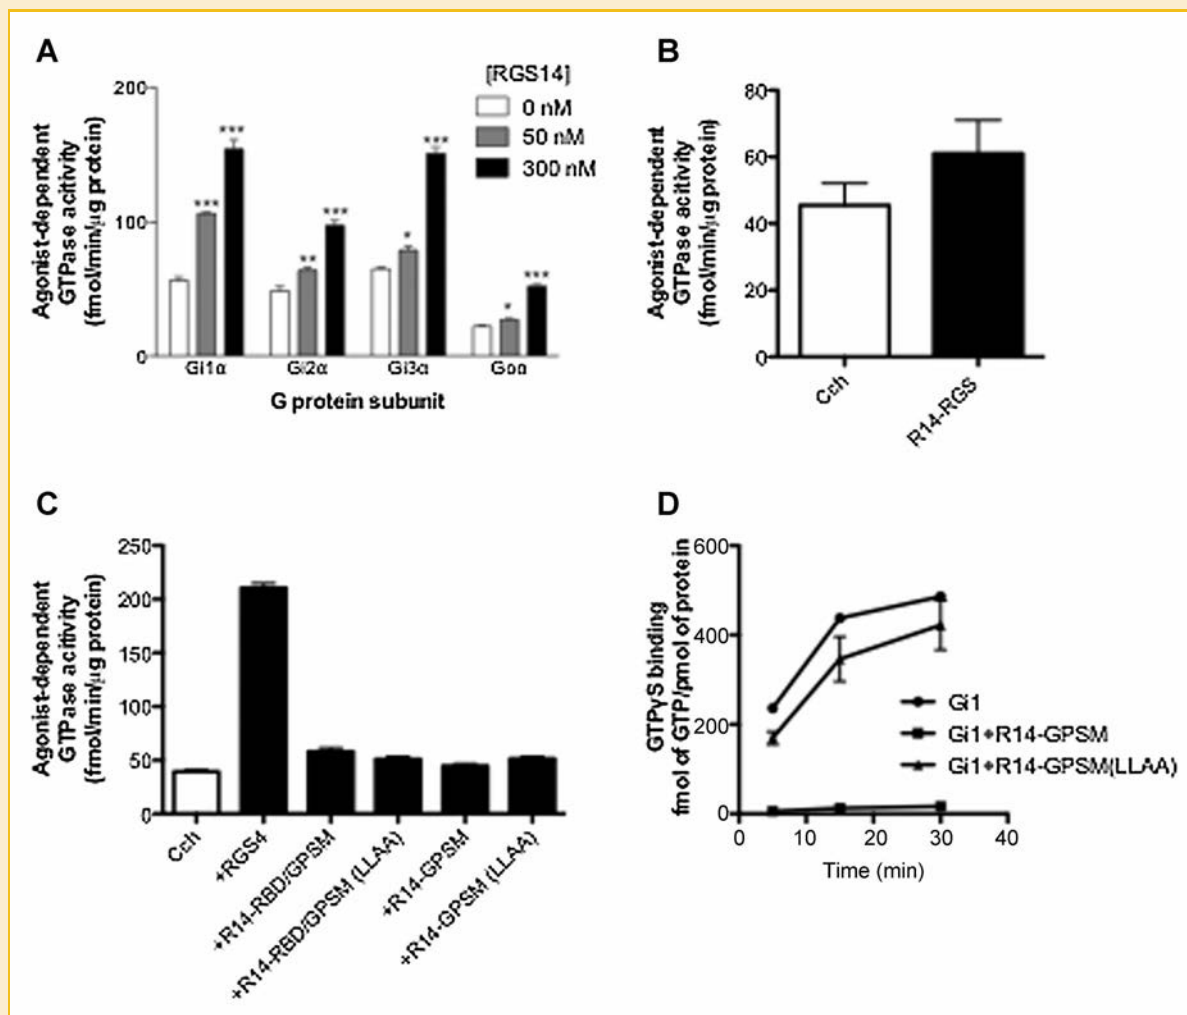 A
Agonist-dependent
GTPase acitivity
(fmol/min/µg protein)
200
100
0
[RGS14]
0 nM
50 nM
300 nM
***
***
**
***
*
***
*
***
Gi1α
Gi2α
Gi3α
Goα
G protein subunit
B
Agonist-dependent
GTPase acitivity
(fmol/min/µg protein)
80
60
40
20
0
Cch
R14-RGS
C
Agonist-dependent
GTPase acitivity
(fmol/min/µg protein)
250
200
150
100
50
0
Cch
+RGS4
+R14-RBD/GPSM
+R14-RBD/GPSM (LLAA)
+R14-GPSM
+R14-GPSM (LLAA)
D
GTPγS binding
fmol of GTP/pmol of protein
600
400
200
0
Gi1
Gi1+R14-GPSM
Gi1+R14-GPSM(LLAA)
0 10 20 30 40
Time (min)